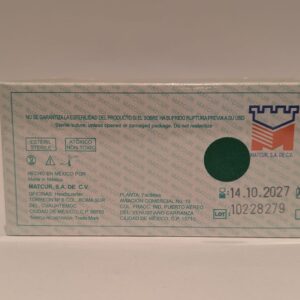 NO SE GARANTIZA LA ESTERILIDAD DEL PRODUCTO SI EL SOBRE HA SUFRIDO RUPTURA PREVIA A SU USO
Sterile suture, unless opened or damaged package. Do not resterilize
ESTERIL
STERILE
ATOXICO
NON TOXIC
MATCUR, S.A. DE C.V.
HECHO EN MEXICO POR
Made in Mexico
MATCUR, S.A. DE C.V.
OFICINAS: Headquarter
CIUDAD DE MEXICO, C.P.
PLANTA: Facilities
AVIACION COMERCIAL No.
COL. FRACC. IND. PUERTO AEREO
DEL. VENUSTIANO CARRANZA
CIUDAD DE MEXICO, C.P.
14.10.2027
LOT 10228279